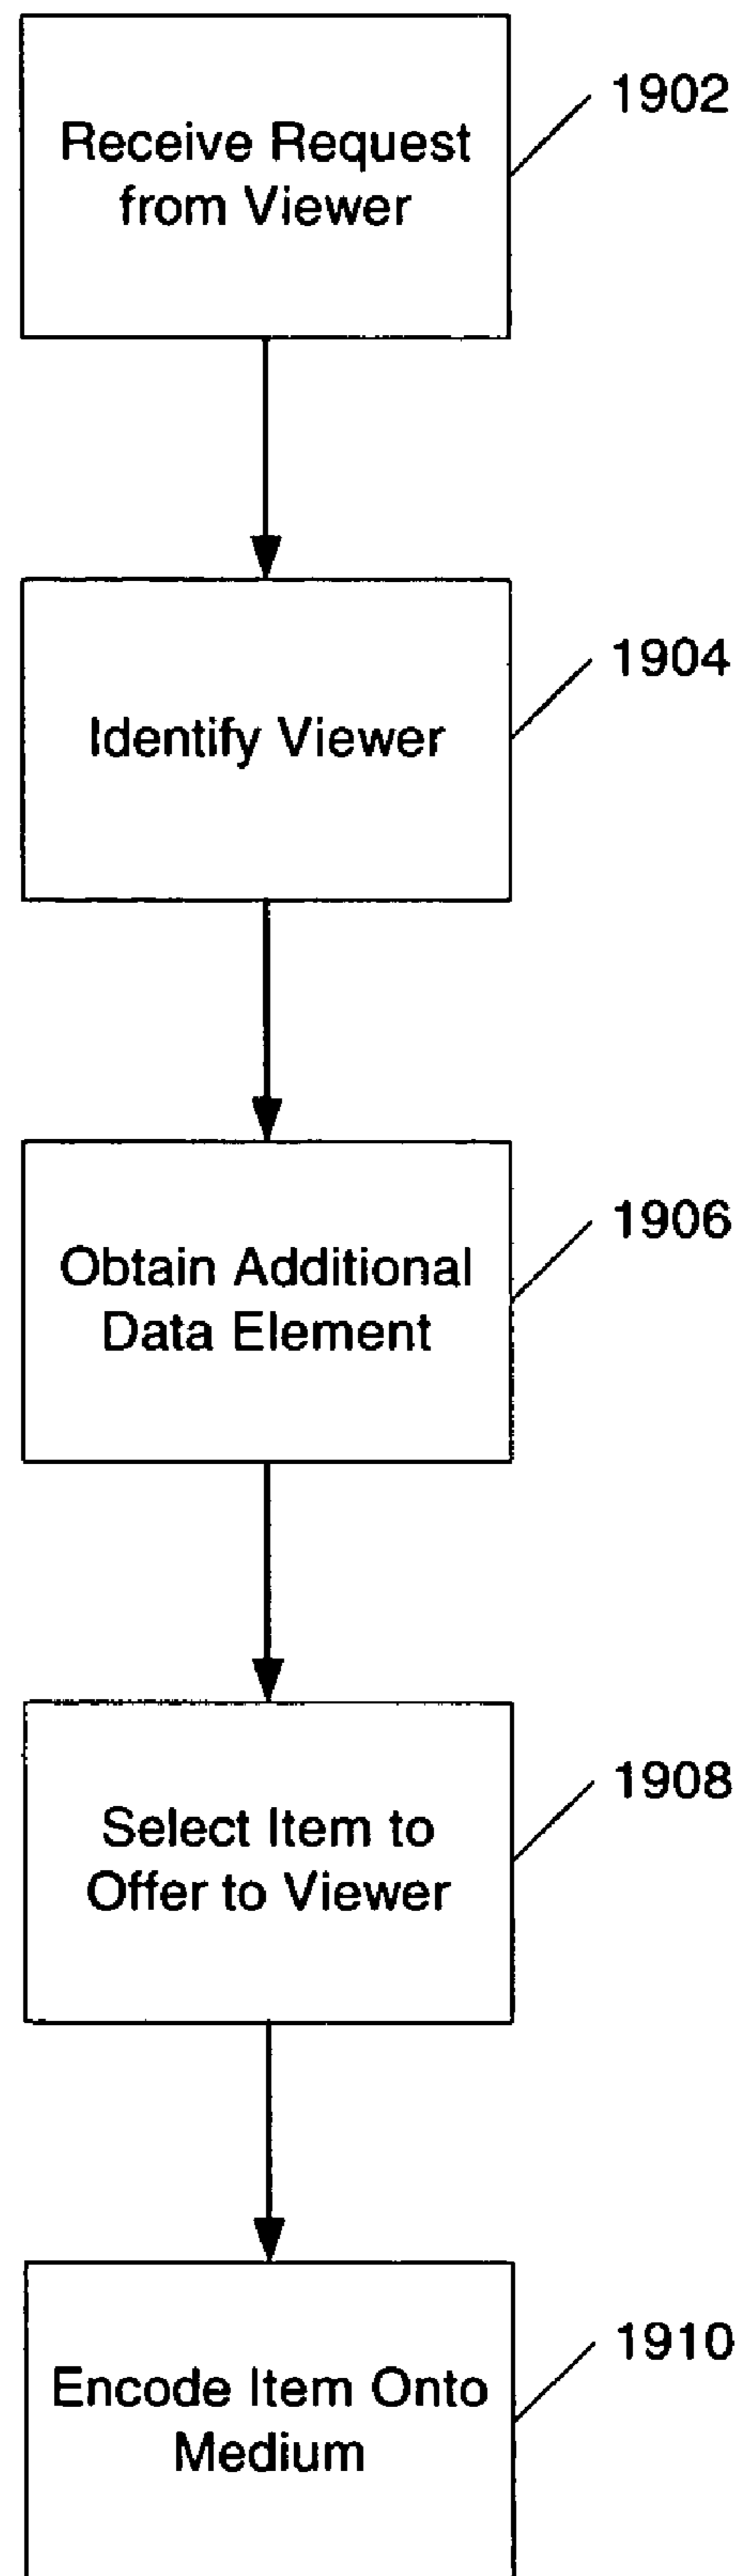 Receive Request
from Viewer
1902
Identify Viewer
1904
Obtain Additional
Data Element
1906
Select Item to
Offer to Viewer
1908
Encode Item Onto
Medium
1910